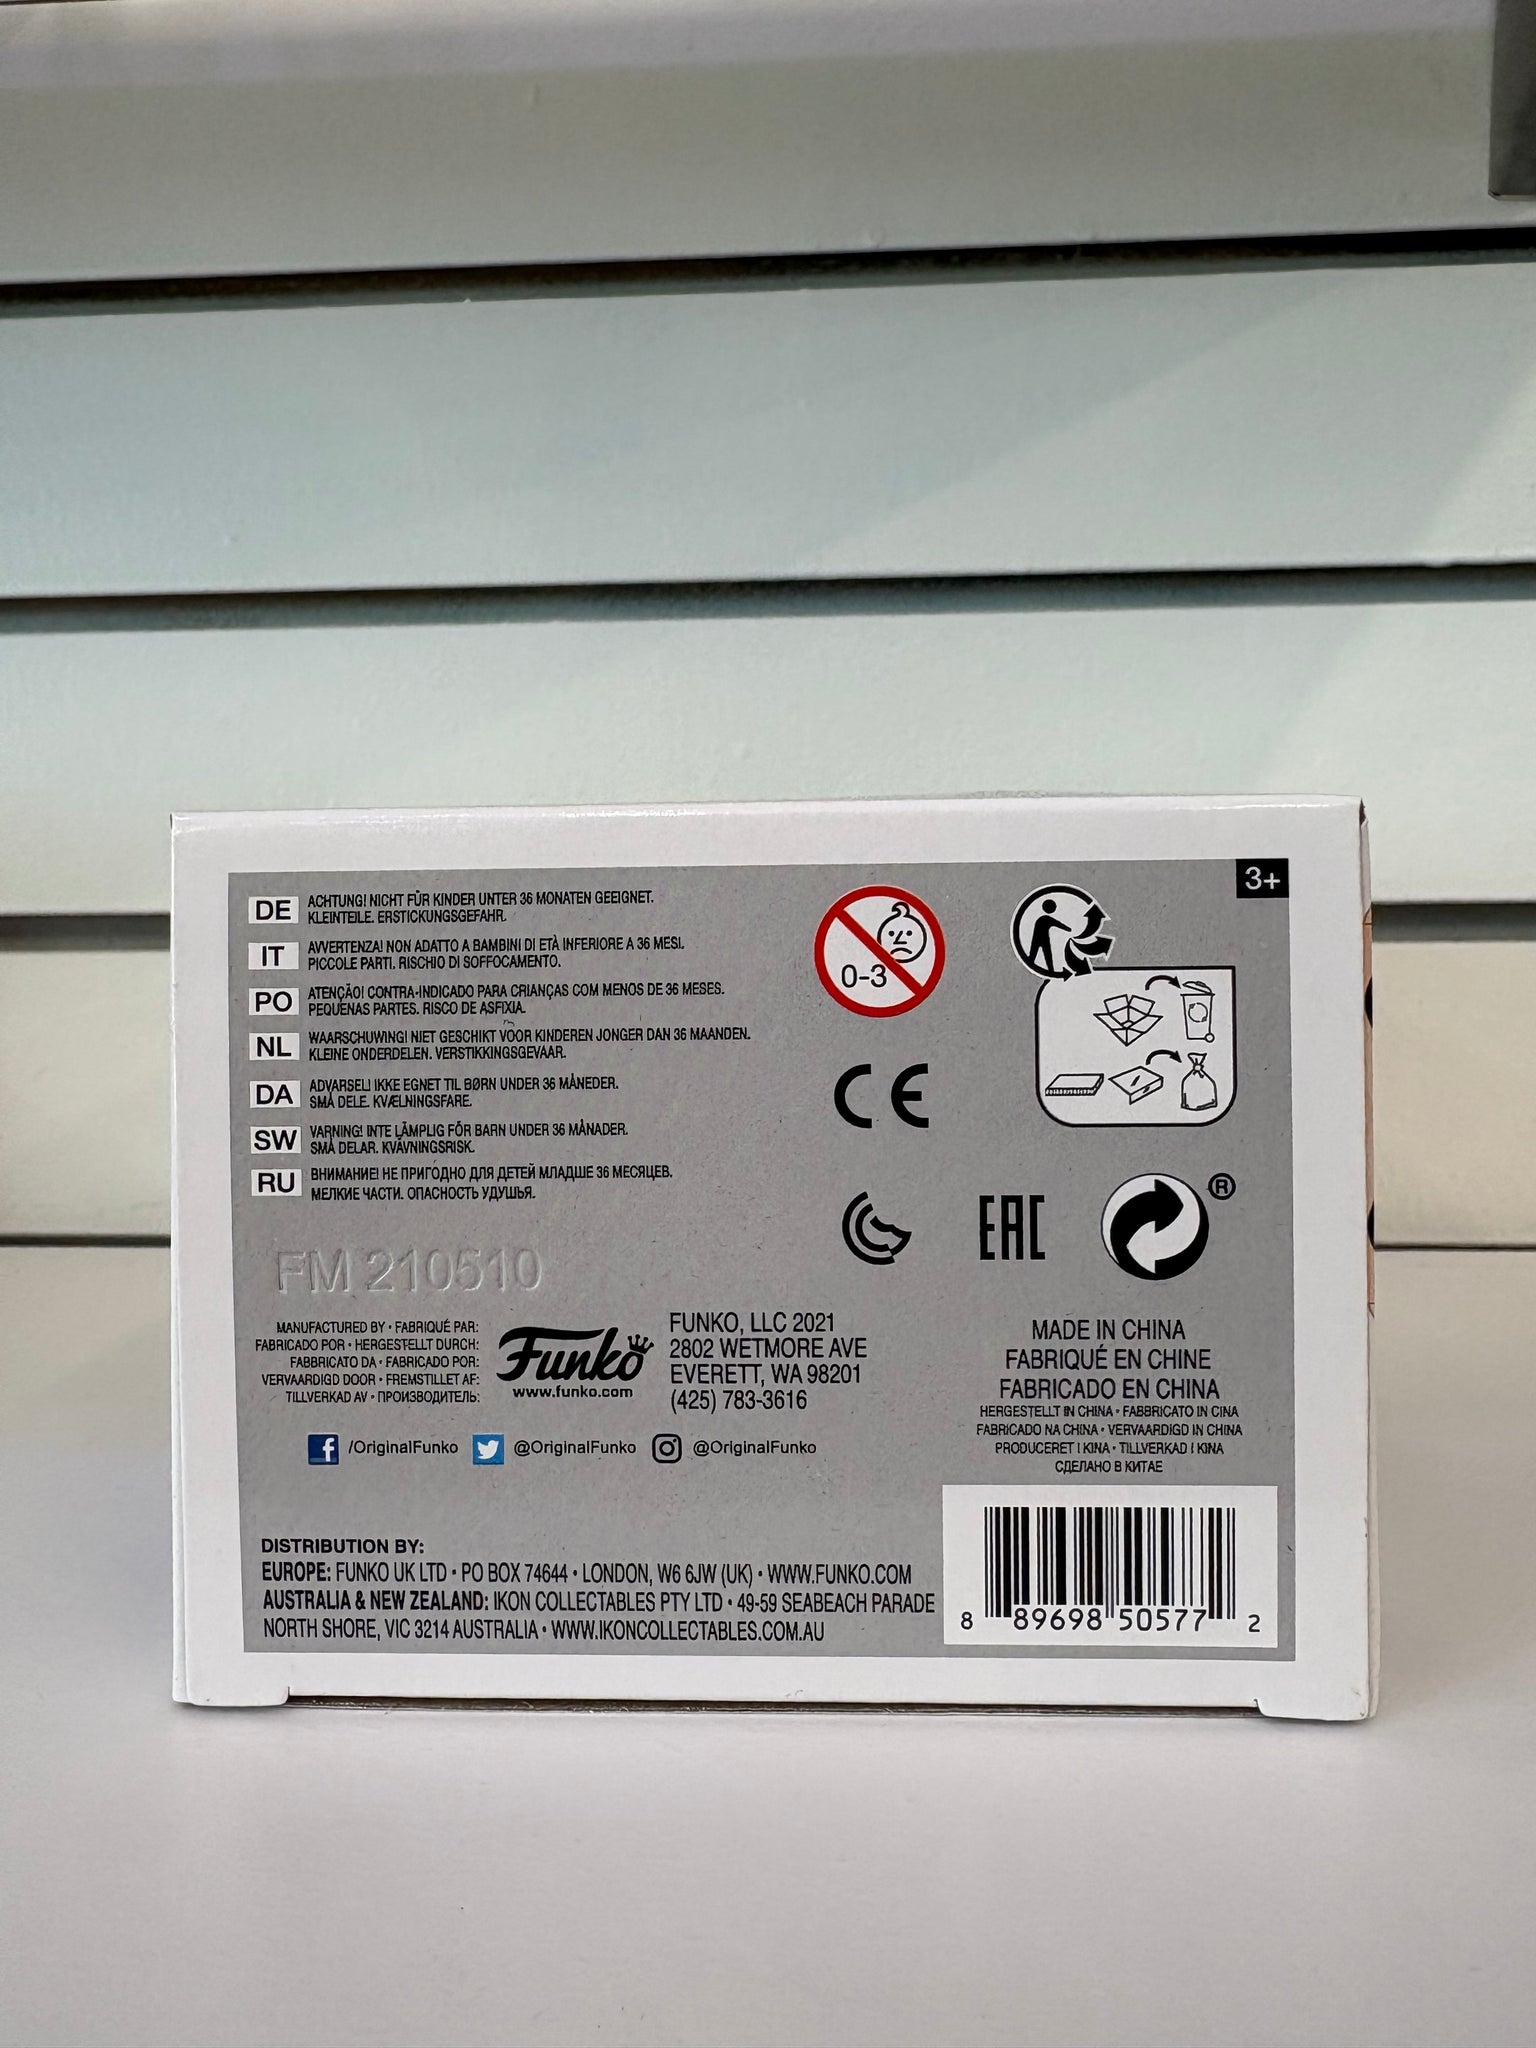 3+
DE ACHTUNG! NICHT FÜR KINDER UNTER 36 MONATEN GEEIGNET.
KLEINTEILE. ERSTICKUNGSGEFAHR.
IT AVVERTENZA! NON ADATTO A BAMBINI DI ETÀ INFERIORE A 36 MESI.
PICCOLE PARTI. RISCHIO DI SOFFOCAMENTO.
PO ATENÇÃO! CONTRA-INDICADO PARA CRIANÇAS COM MENOS DE 36 MESES.
PEQUENAS PARTES. RISCO DE ASFIXIA.
NL WAARSCHUWING! NIET GESCHIKT VOOR KINDEREN JONGER DAN 36 MAANDEN.
KLEINE ONDERDELEN. VERSTIKKINGSGEVAAR.
DA ADVARSEL! IKKE EGNET TIL BØRN UNDER 36 MÅNEDER.
SMÅ DELE. KVÆLNINGSFARE.
SW VARNING! INTE LÄMPLIG FÖR BARN UNDER 36 MÅNADER.
SMÅ DELAR. KVÄVNINGSRISK.
RU ВНИМАНИЕ! НЕ ПРИГОДНО ДЛЯ ДЕТЕЙ МЛАДШЕ 36 МЕСЯЦЕВ.
МЕЛКИЕ ЧАСТИ. ОПАСНОСТЬ УДУШЬЯ.
0-3
CE
EAC
®
FM 210510
MANUFACTURED BY • FABRIQUÉ PAR:
FABRICADO POR • HERGESTELLT DURCH:
FABBRICATO DA • FABRICADO POR:
VERVAARDIGD DOOR • FREMSTILLET AF:
TILLVERKAD AV • ПРОИЗВОДИТЕЛЬ:
Funko
www.funko.com
FUNKO, LLC 2021
2802 WETMORE AVE
EVERETT, WA 98201
(425) 783-3616
MADE IN CHINA
FABRIQUÉ EN CHINE
FABRICADO EN CHINA
HERGESTELLT IN CHINA • FABBRICATO IN CINA
FABRICADO NA CHINA • VERVAARDIGD IN CHINA
PRODUCERET I KINA • TILLVERKAD I KINA
СДЕЛАНО В КИТАЕ
f /OriginalFunko @OriginalFunko @OriginalFunko
DISTRIBUTION BY:
EUROPE: FUNKO UK LTD • PO BOX 74644 • LONDON, W6 6JW (UK) • WWW.FUNKO.COM
AUSTRALIA & NEW ZEALAND: IKON COLLECTABLES PTY LTD • 49-59 SEABEACH PARADE
NORTH SHORE, VIC 3214 AUSTRALIA • WWW.IKONCOLLECTABLES.COM.AU
8 89698 50577 2